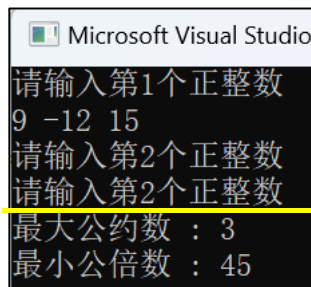 Microsoft Visual Studio
请输入第1个正整数
9 -12 15
请输入第2个正整数
请输入第2个正整数
最大公约数 : 3
最小公倍数 : 45